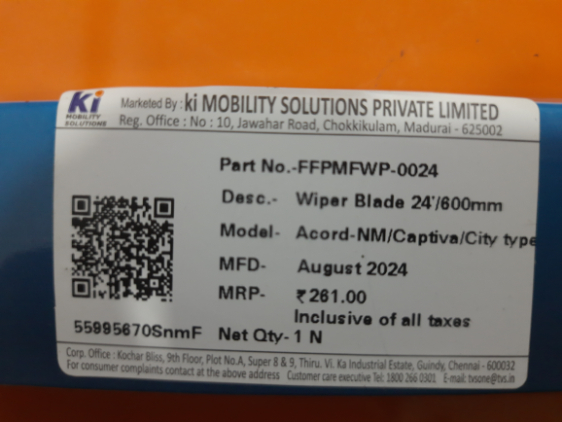 Ki
MOBILITY
SOLUTIONS
Marketed By : ki MOBILITY SOLUTIONS PRIVATE LIMITED
Reg. Office : No : 10, Jawahar Road, Chokkikulam, Madurai - 625002
Part No.-FFPMFWP-0024
Desc.- Wiper Blade 24'/600mm
Model- Acord-NM/Captiva/City type
MFD- August 2024
MRP- ₹261.00
Inclusive of all taxes
55995670SnmF Net Qty- 1 N
Corp. Office : Kochar Bliss, 9th Floor, Plot No.A, Super 8 & 9, Thiru. Vi. Ka Industrial Estate, Guindy, Chennai - 600032
For consumer complaints contact at the above address Customer care executive Tel: 1800 266 0301 E-mail: tvsone@tvs.in